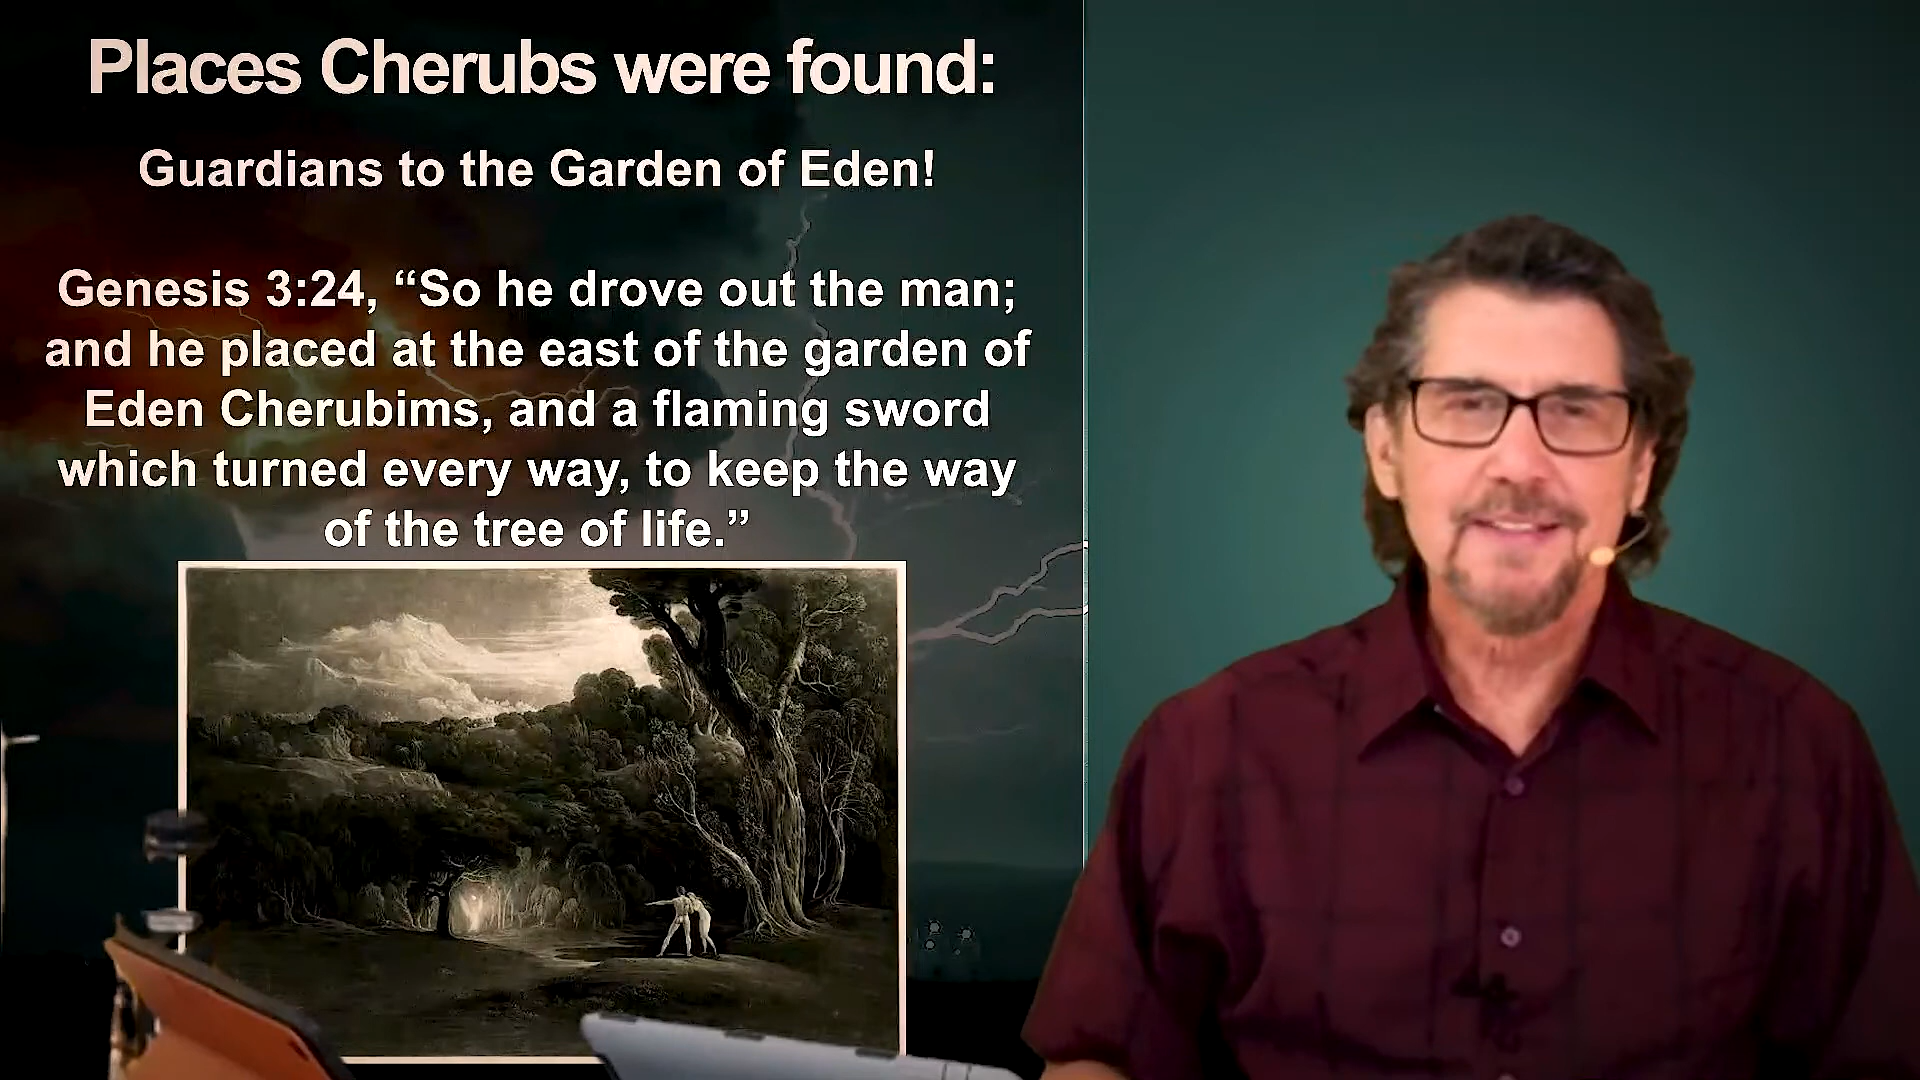 Places Cherubs were found:
Guardians to the Garden of Eden!
Genesis 3:24, “So he drove out the man;
and he placed at the east of the garden of
Eden Cherubims, and a flaming sword
which turned every way, to keep the way
of the tree of life.”